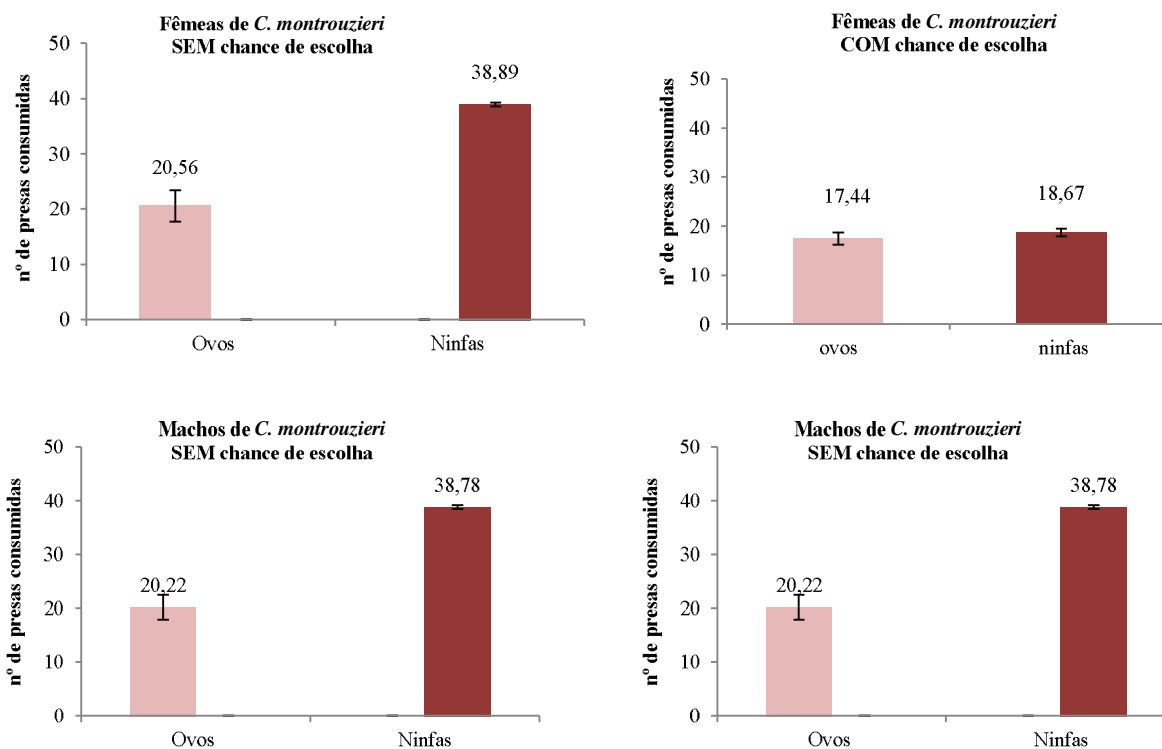 Fêmeas de C. montrouzieri
SEM chance de escolha
nº de presas consumidas
50
40
30
20
10
0
20,56
38,89
Ovos
Ninfas
Fêmeas de C. montrouzieri
COM chance de escolha
nº de presas consumidas
50
40
30
20
10
0
17,44
18,67
ovos
ninfas
Machos de C. montrouzieri
SEM chance de escolha
nº de presas consumidas
50
40
30
20
10
0
20,22
38,78
Ovos
Ninfas
Machos de C. montrouzieri
SEM chance de escolha
nº de presas consumidas
50
40
30
20
10
0
20,22
38,78
Ovos
Ninfas